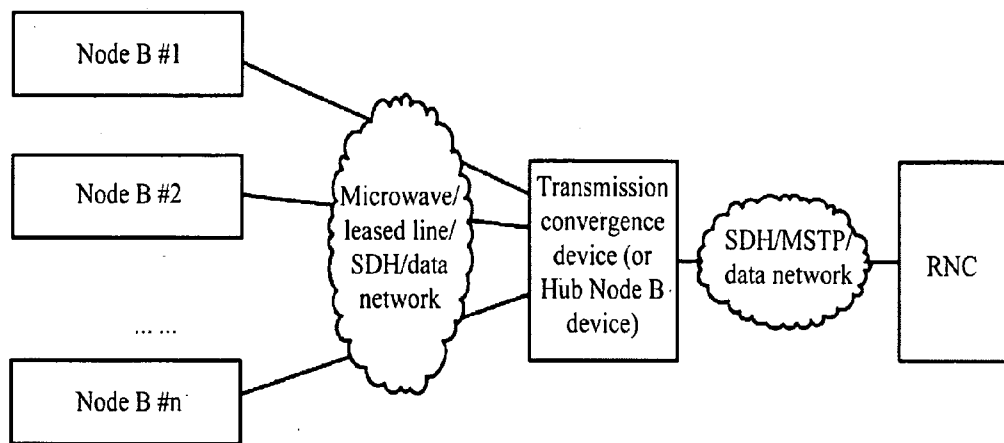 Node B #1
Node B #2
... ...
Node B #n
Microwave/
leased line/
SDH/data
network
Transmission
convergence
device (or
Hub Node B
device)
SDH/MSTP/
data network
RNC